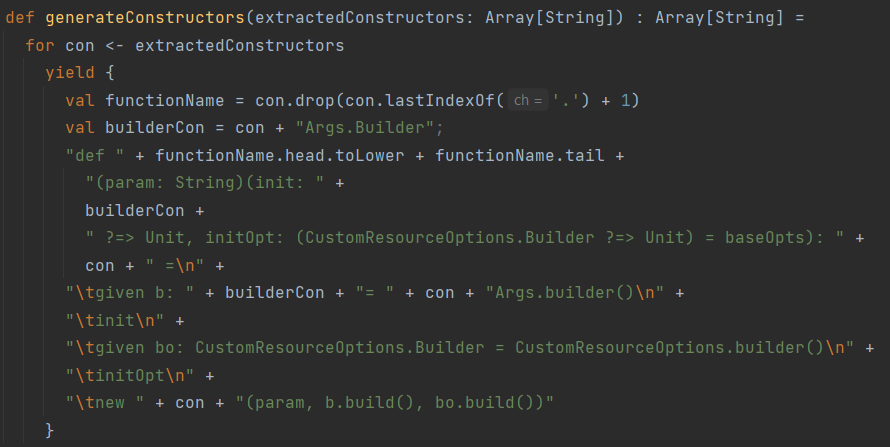 def generateConstructors(extractedConstructors: Array[String]) : Array[String] =
for con <- extractedConstructors
yield {
val functionName = con.drop(con.lastIndexOf( ch = '.') + 1)
val builderCon = con + "Args.Builder";
"def " + functionName.head.toLower + functionName.tail +
"(param: String)(init: " +
builderCon +
" ?=> Unit, initOpt: (CustomResourceOptions.Builder ?=> Unit) = baseOpts): " +
con + " =\n" +
"\tgiven b: " + builderCon + "= " + con + "Args.builder()\n" +
"\tinit\n" +
"\tgiven bo: CustomResourceOptions.Builder = CustomResourceOptions.builder()\n" +
"\tinitOpt\n" +
"\tnew " + con + "(param, b.build(), bo.build())"
}